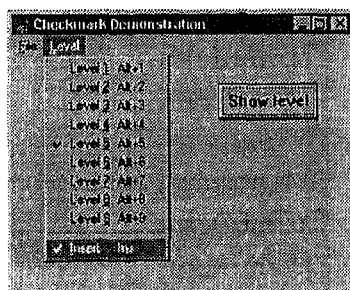 Checkmark Demonstration
File Level
Level 1 Alt+1
Level 2 Alt+2
Level 3 Alt+3
Level 4 Alt+4
Level 5 Alt+5
Level 6 Alt+6
Level 7 Alt+7
Level 8 Alt+8
Level 9 Alt+9
Insert Ins
Show level